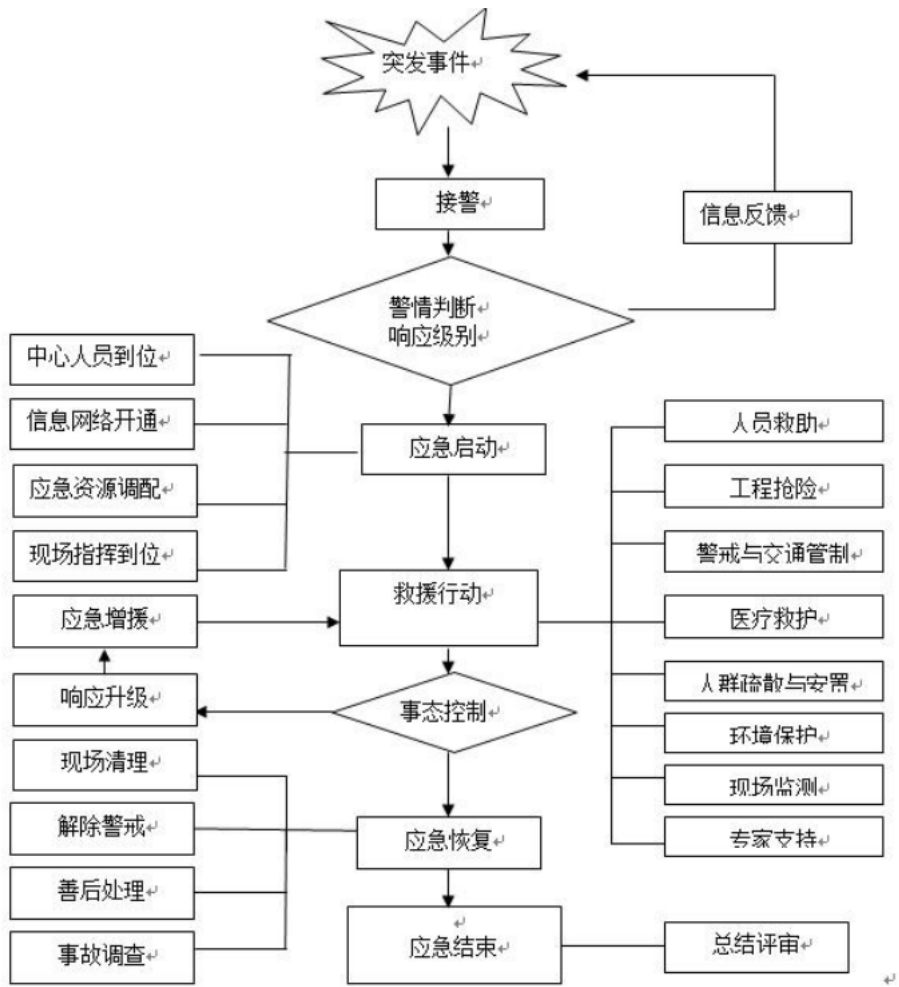 突发事件
接警
信息反馈
警情判断
响应级别
中心人员到位
信息网络开通
应急启动
人员救助
应急资源调配
工程抢险
现场指挥到位
警戒与交通管制
应急增援
救援行动
医疗救护
响应升级
事态控制
人群疏散与安置
现场清理
环境保护
现场监测
解除警戒
应急恢复
专家支持
善后处理
事故调查
应急结束
总结评审